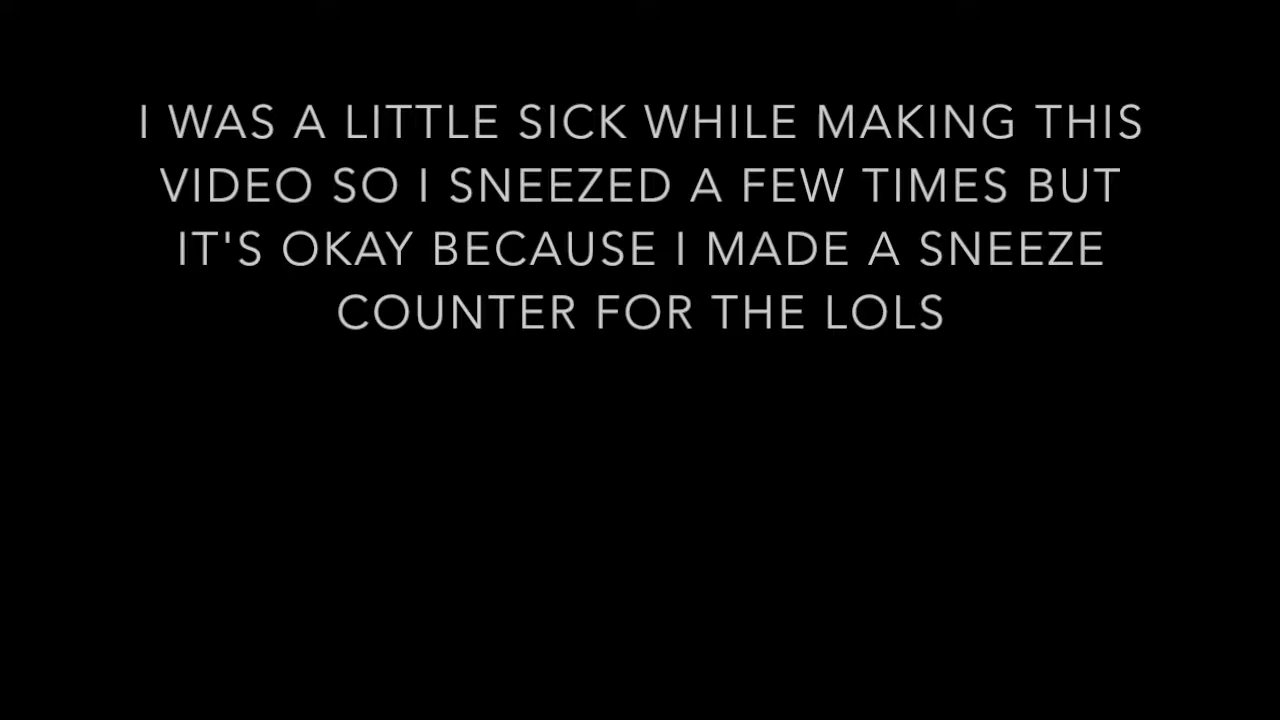 I WAS A LITTLE SICK WHILE MAKING THIS
VIDEO SO I SNEEZED A FEW TIMES BUT
IT'S OKAY BECAUSE I MADE A SNEEZE
COUNTER FOR THE LOLS